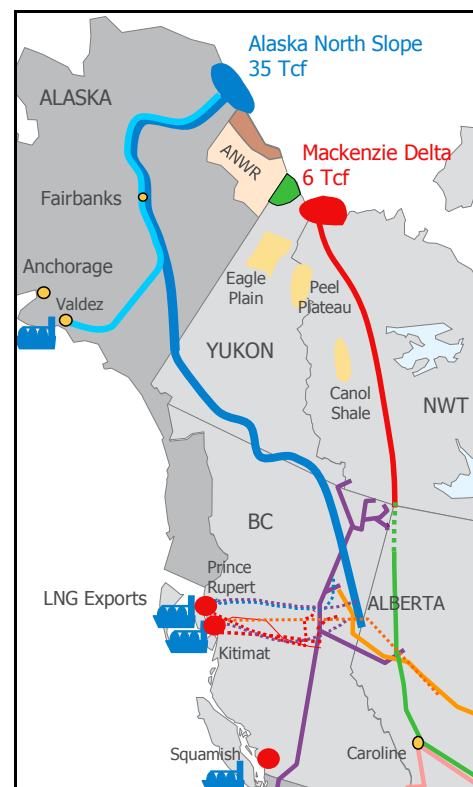 Alaska North Slope
35 Tcf
ALASKA
ANWR
Mackenzie Delta
6 Tcf
Fairbanks
Eagle
Plain
Peel
Plateau
Anchorage
Valdez
YUKON
Canol
Shale
NWT
BC
Prince
Rupert
LNG Exports
ALBERTA
Kitimat
Squamish
Caroline